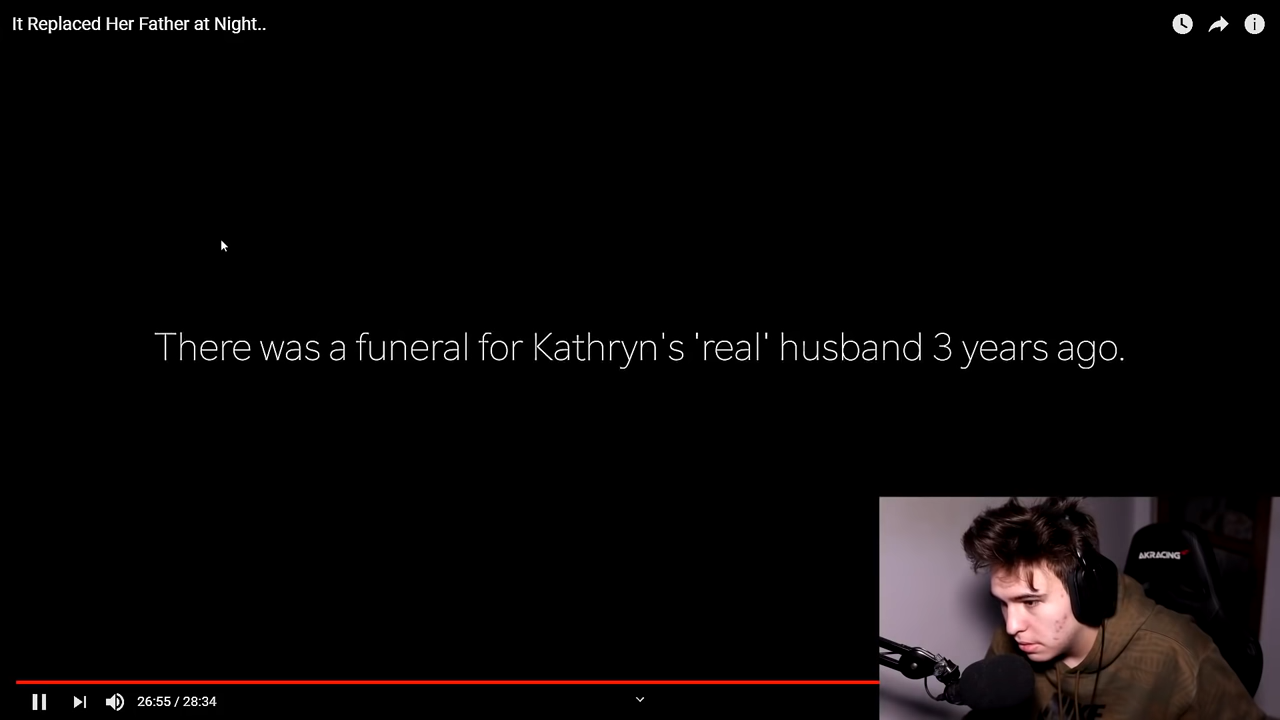 It Replaced Her Father at Night..
There was a funeral for Kathryn's 'real' husband 3 years ago.
AKRACING
26:55 / 28:34